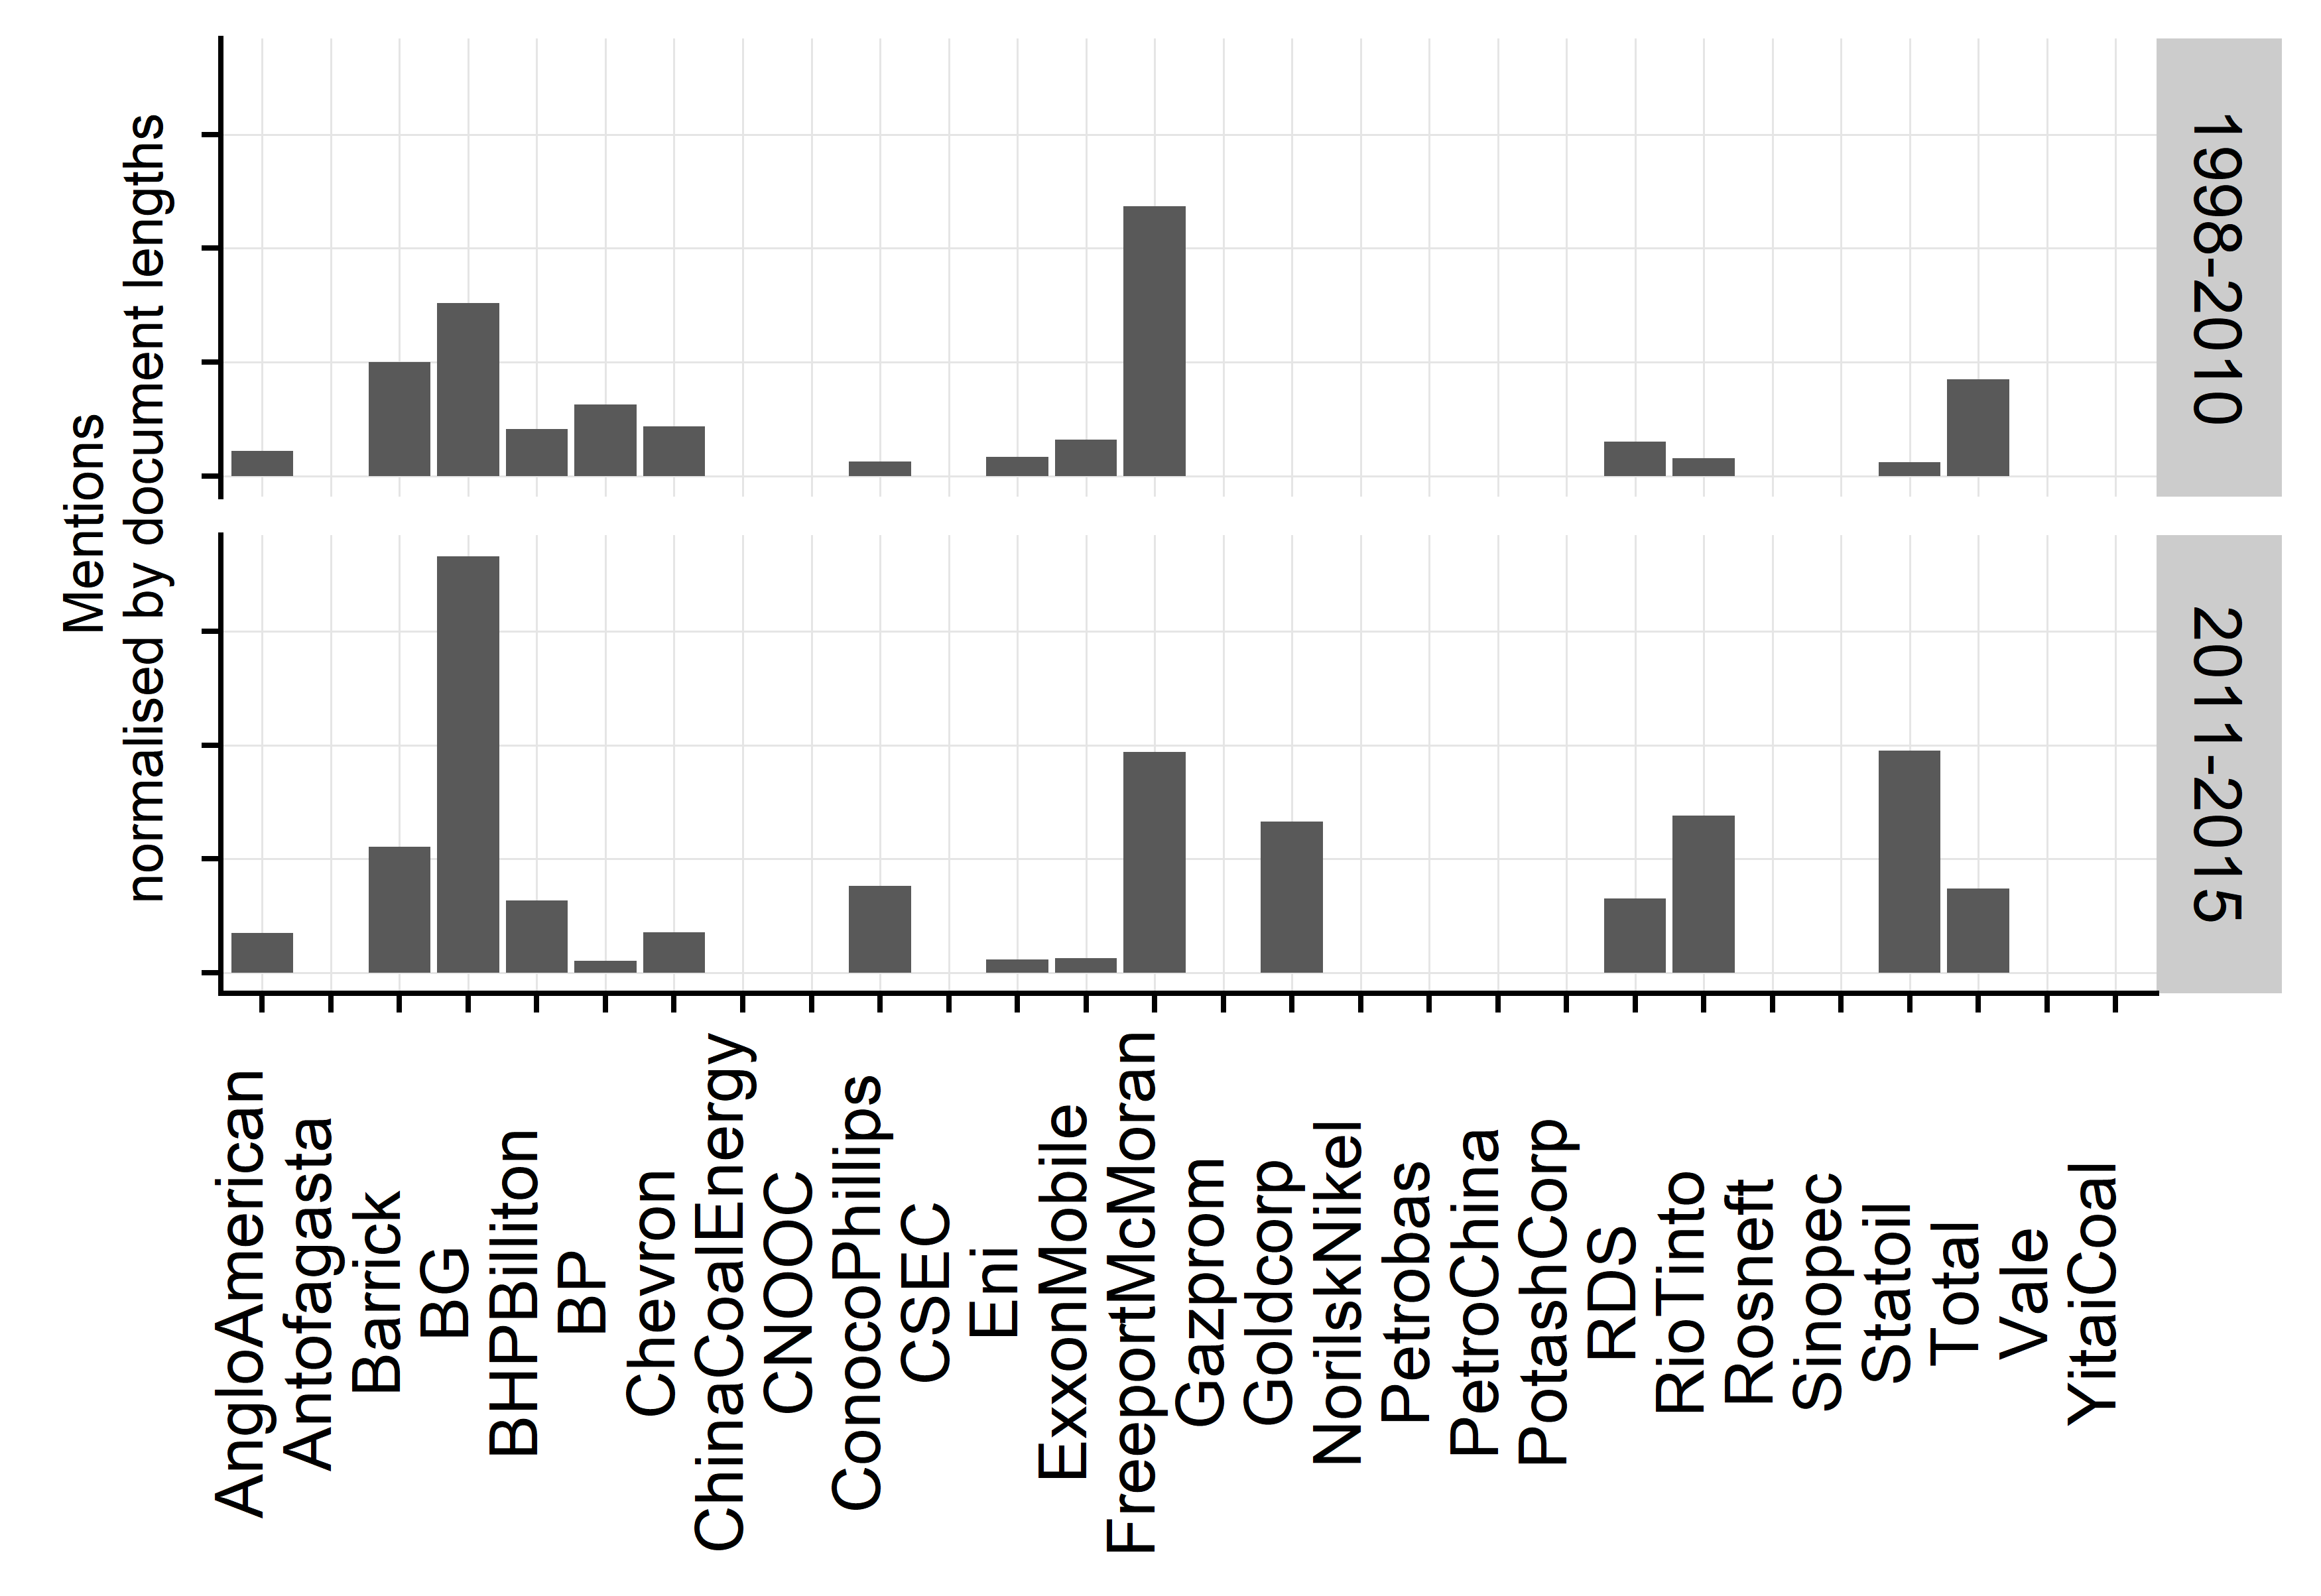 Mentions
normalised by document lengths
1998-2010
2011-2015
AngloAmerican
Antofagasta
Barrick
BG
BHPBilliton
BP
Chevron
ChinaCoalEnergy
CNOOC
ConocoPhillips
CSEC
Eni
ExxonMobile
FreeportMcMoran
Gazprom
Goldcorp
NorilskNikel
Petrobas
PetroChina
PotashCorp
RDS
RioTinto
Rosneft
Sinopec
Statoil
Total
Vale
YitaiCoal